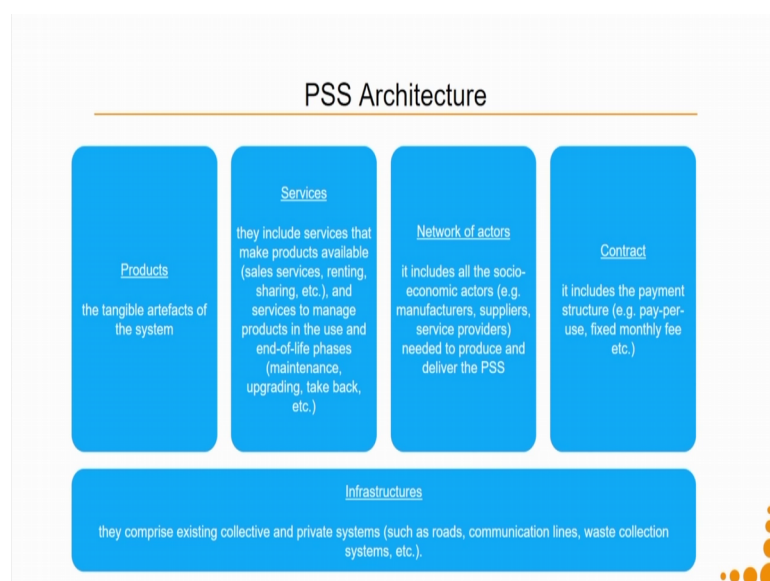 PSS Architecture
Products
the tangible artefacts of
the system
Services
they include services that
make products available
(sales services, renting,
sharing, etc.), and
services to manage
products in the use and
end-of-life phases
(maintenance,
upgrading, take back,
etc.)
Network of actors
it includes all the socio-
economic actors (e.g.
manufacturers, suppliers,
service providers)
needed to produce and
deliver the PSS
Contract
it includes the payment
structure (e.g. pay-per-
use, fixed monthly fee
etc.)
Infrastructures
they comprise existing collective and private systems (such as roads, communication lines, waste collection
systems, etc.).